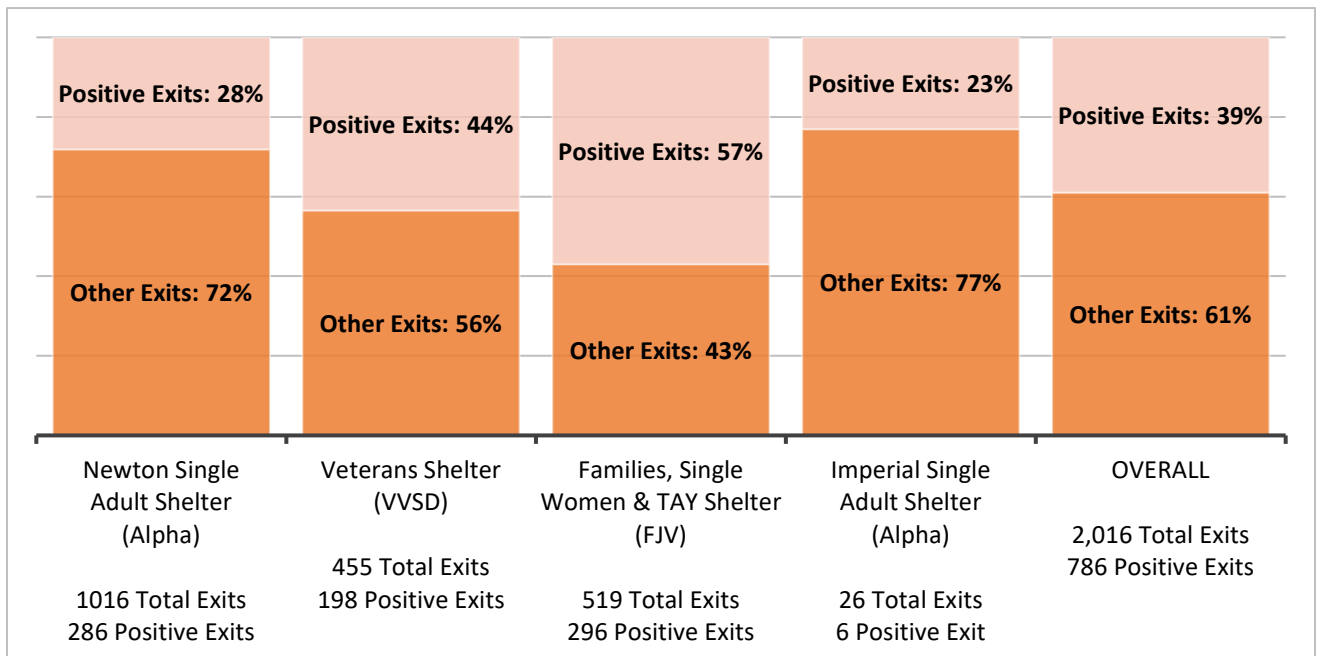 Positive Exits: 28%
Other Exits: 72%
Newton Single
Adult Shelter
(Alpha)
1016 Total Exits
286 Positive Exits
Positive Exits: 44%
Other Exits: 56%
Veterans Shelter
(VVSD)
455 Total Exits
198 Positive Exits
Positive Exits: 57%
Other Exits: 43%
Families, Single
Women & TAY Shelter
(FJV)
519 Total Exits
296 Positive Exits
Positive Exits: 23%
Other Exits: 77%
Imperial Single
Adult Shelter
(Alpha)
26 Total Exits
6 Positive Exit
Positive Exits: 39%
Other Exits: 61%
OVERALL
2,016 Total Exits
786 Positive Exits